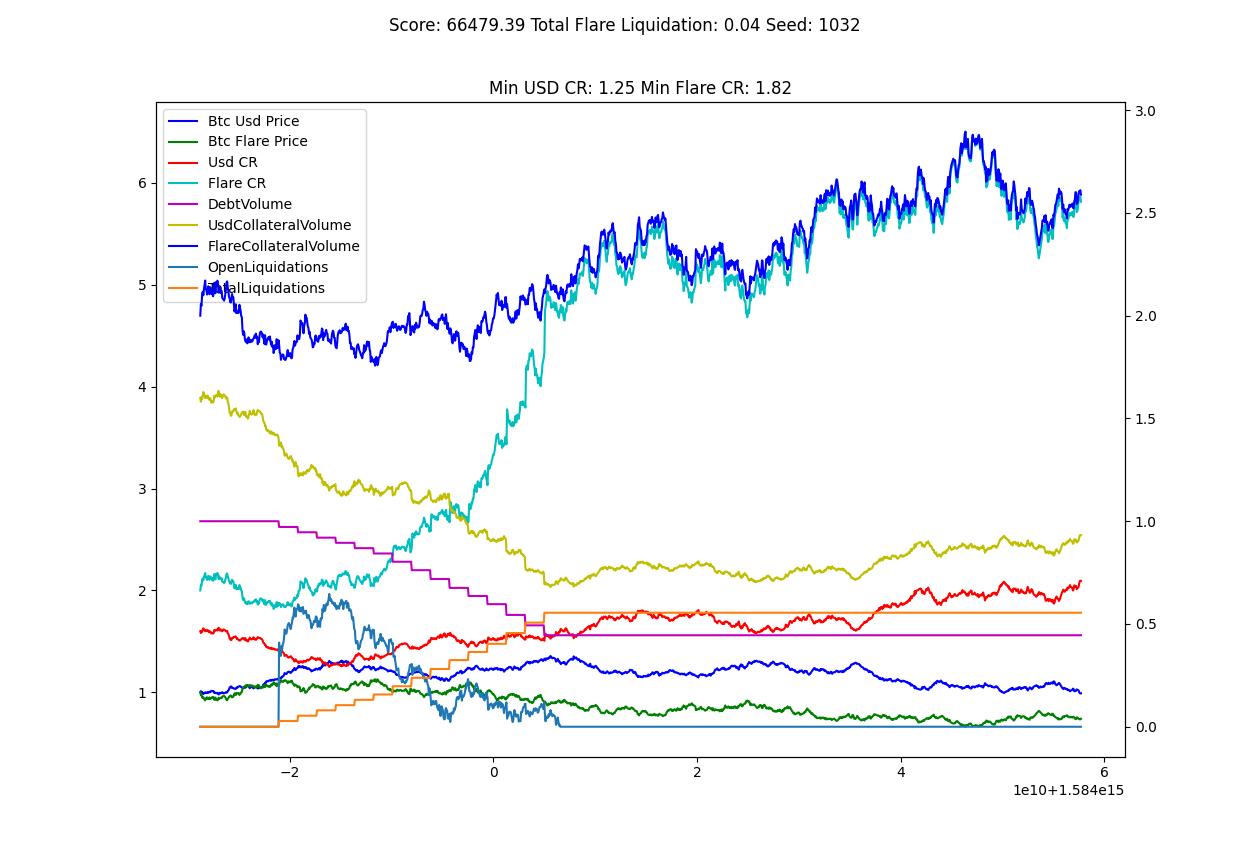 Score: 66479.39 Total Flare Liquidation: 0.04 Seed: 1032
Min USD CR: 1.25 Min Flare CR: 1.82
Btc Usd Price
Btc Flare Price
Usd CR
Flare CR
DebtVolume
UsdCollateralVolume
FlareCollateralVolume
OpenLiquidations
TotalLiquidations
6
5
4
3
2
1
3.0
2.5
2.0
1.5
1.0
0.5
0.0
−2
0
2
4
6
1e10+1.584e15